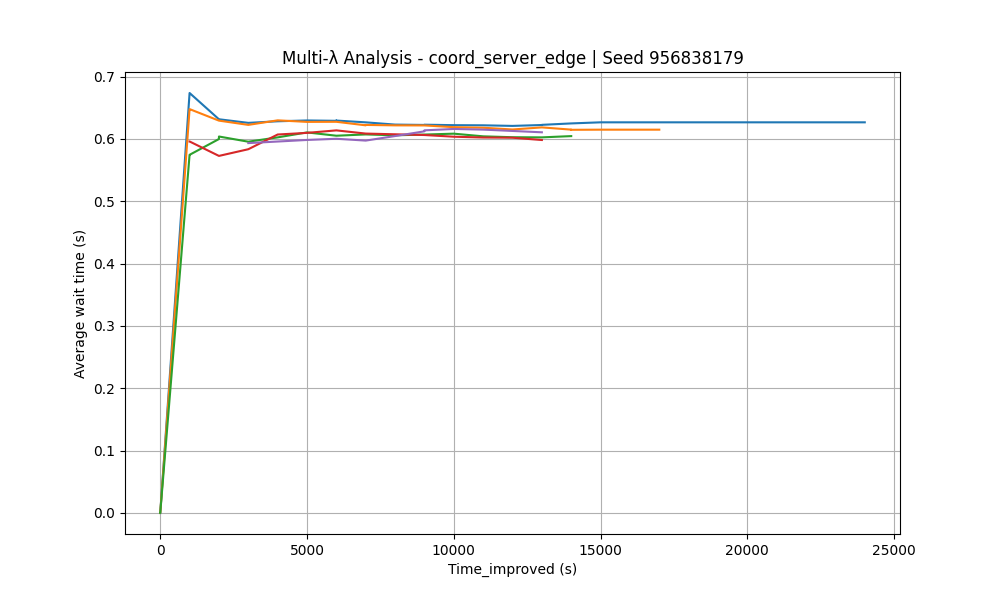 Multi-λ Analysis - coord_server_edge | Seed 956838179
Average wait time (s)
0.7
0.6
0.5
0.4
0.3
0.2
0.1
0.0
0 5000 10000 15000 20000 25000
Time_improved (s)